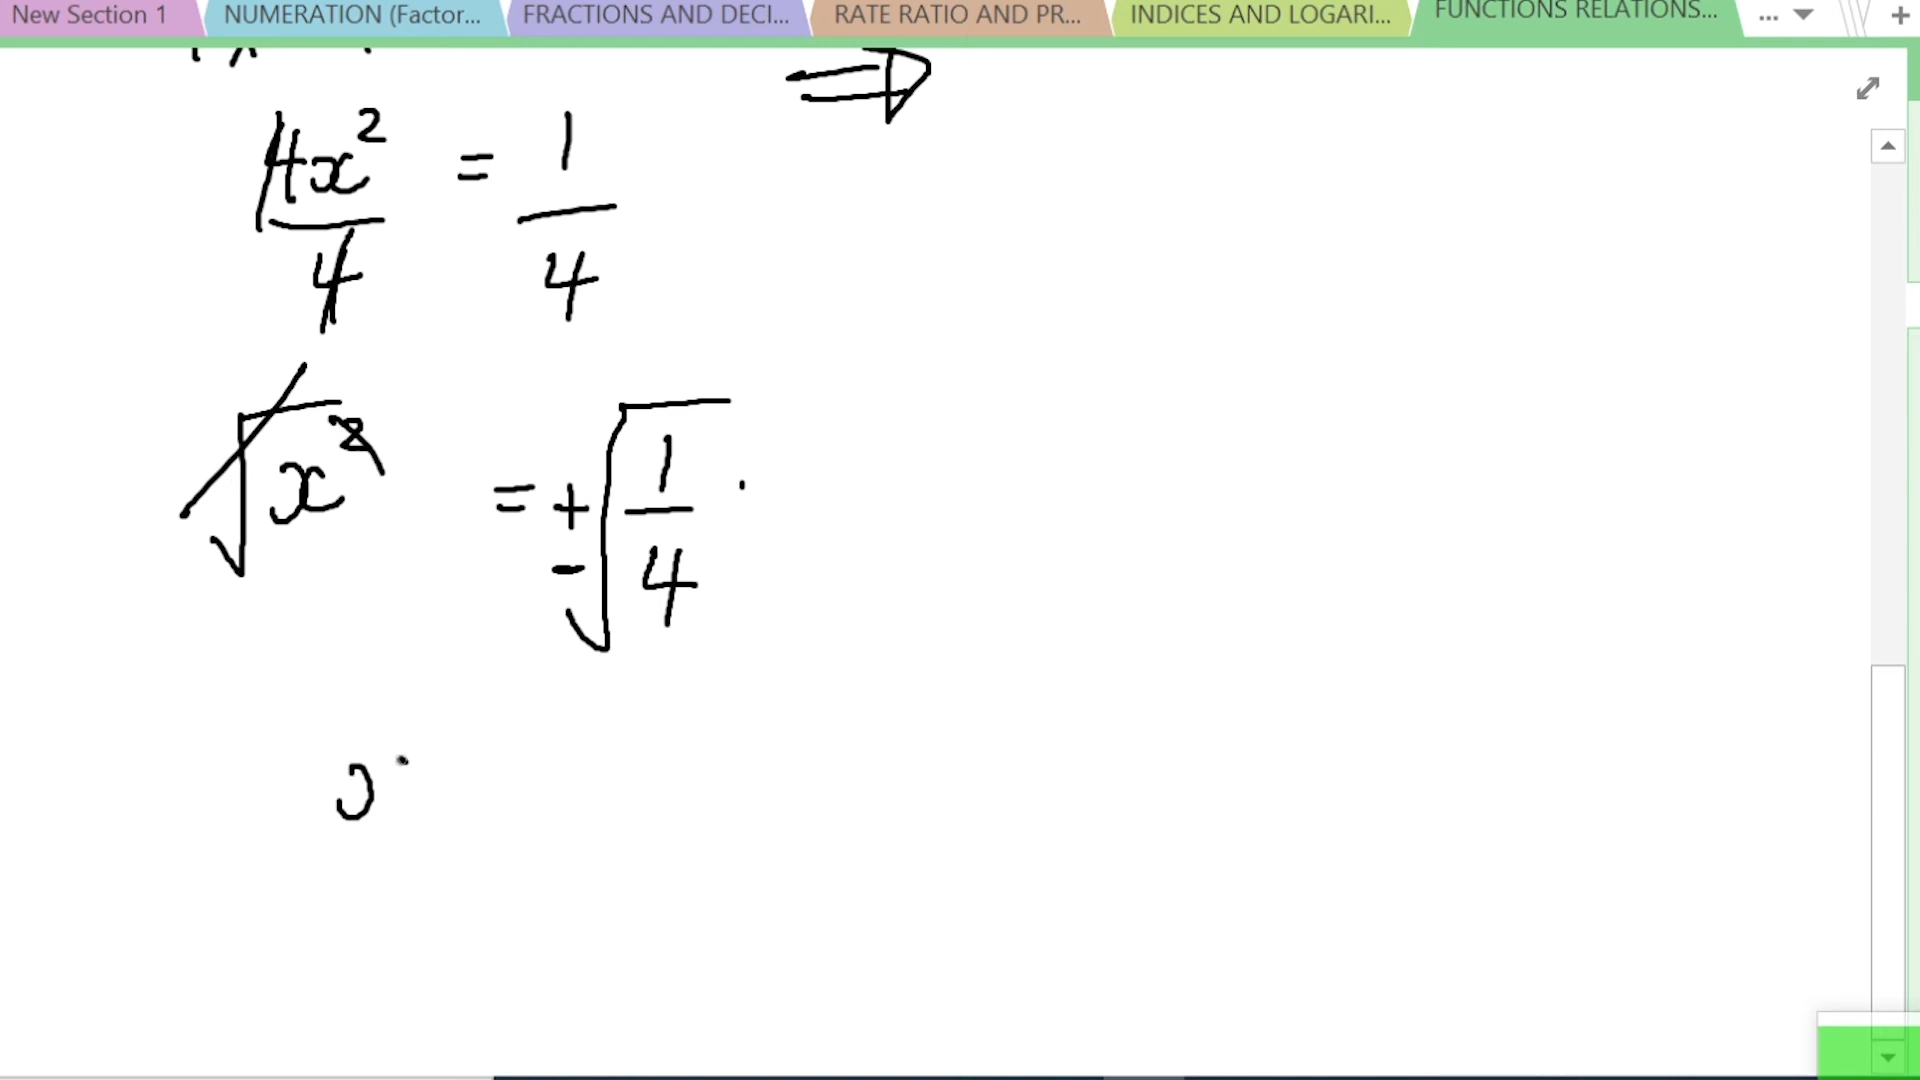 New Section 1 NUMERATION (Factor... FRACTIONS AND DECI... RATE RATIO AND PR... INDICES AND LOGARI... FUNCTIONS RELATIONS... ...
4x² = 1
4 4
√x² = ±√1
4